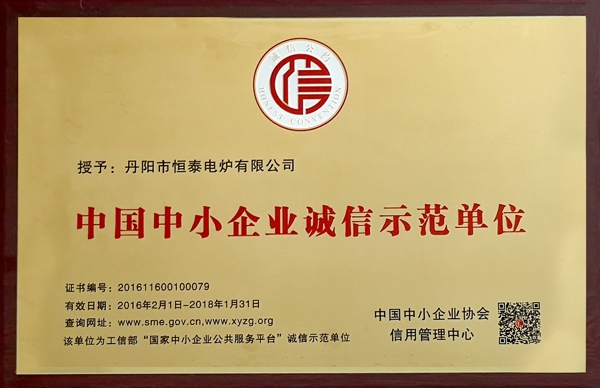 诚信公约
信
HONEST CONVENTION
授予：丹阳市恒泰电炉有限公司
中国中小企业诚信示范单位
证书编号：201611600100079
有效日期：2016年2月1日-2018年1月31日
查询网址：www.sme.gov.cn,www.xyzg.org
该单位为工信部“国家中小企业公共服务平台”诚信示范单位
中国中小企业协会
信用管理中心